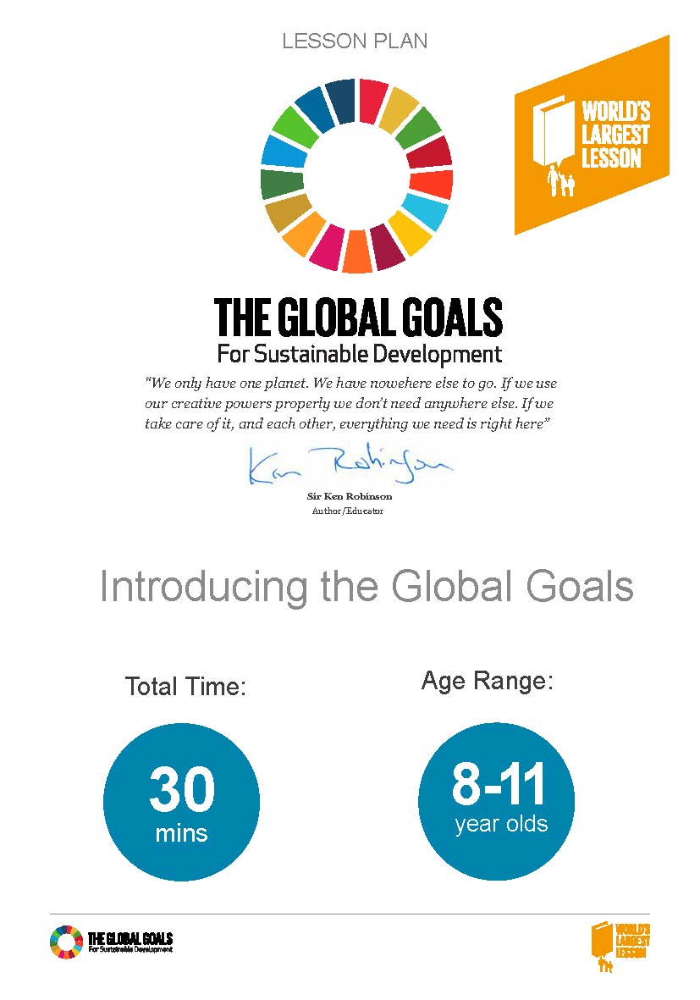 LESSON PLAN
WORLD'S
LARGEST
LESSON
THE GLOBAL GOALS
For Sustainable Development
“We only have one planet. We have nowehere else to go. If we use
our creative powers properly we don’t need anywhere else. If we
take care of it, and each other, everything we need is right here”
Ken Robinson
Sir Ken Robinson
Author/Educator
Introducing the Global Goals
Total Time:
Age Range:
30
mins
8-11
year olds
THE GLOBAL GOALS
For Sustainable Development
WORLD'S
LARGEST
LESSON